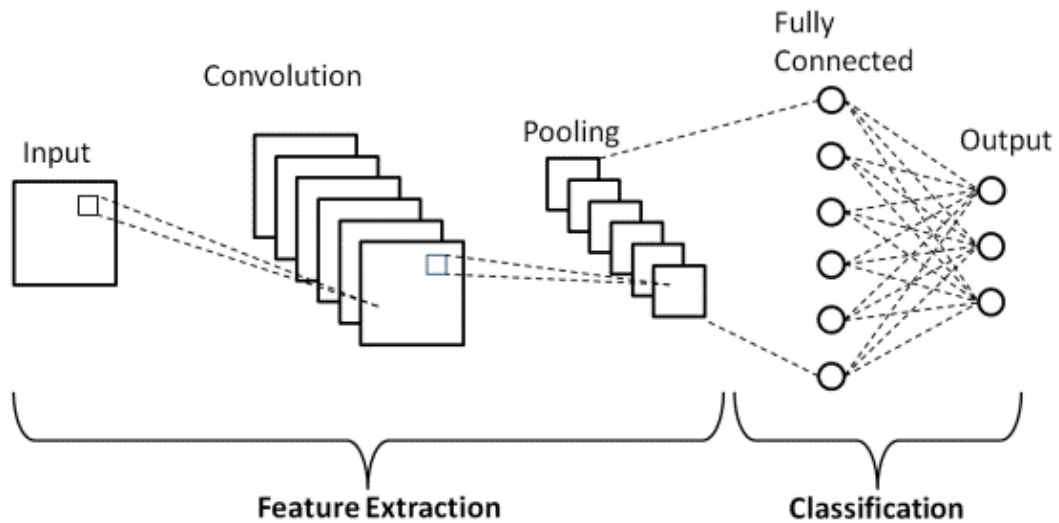 Input
Convolution
Pooling
Fully
Connected
Output
Feature Extraction
Classification